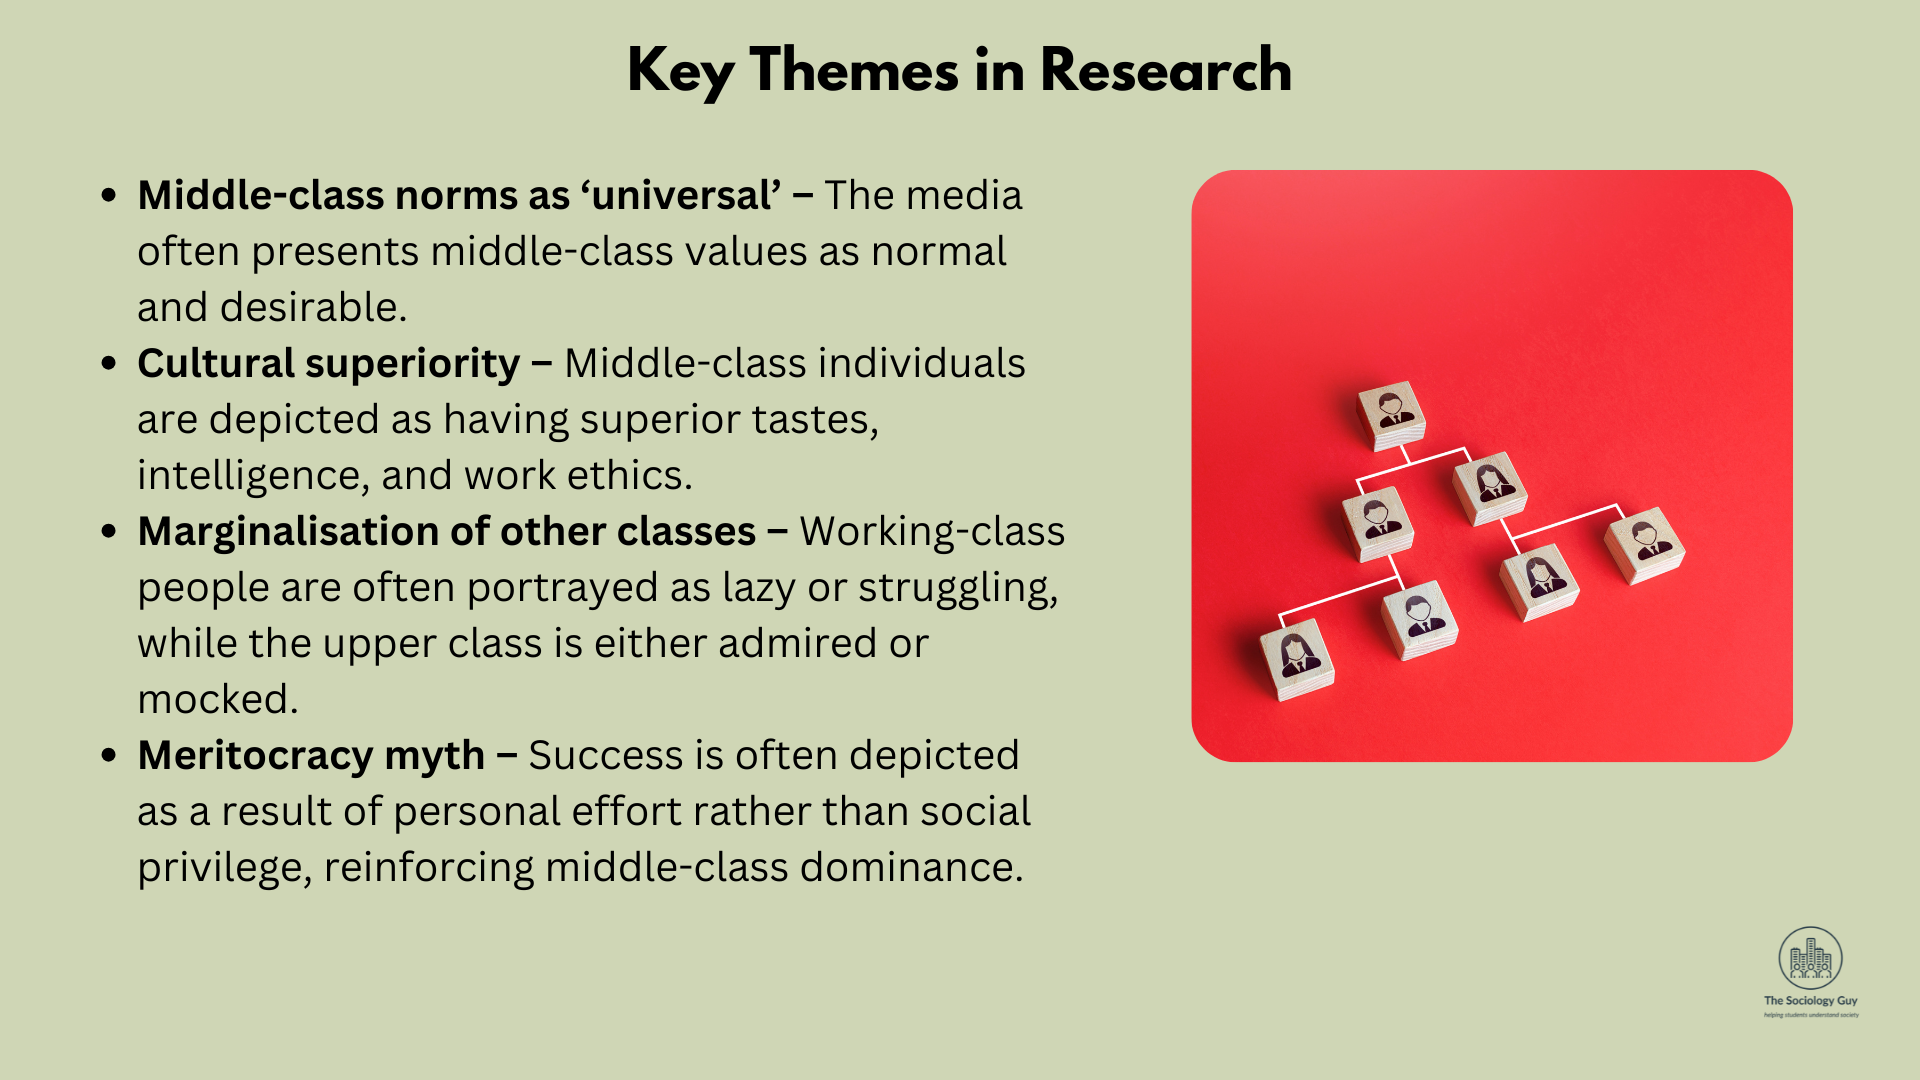 Key Themes in Research
• Middle-class norms as ‘universal’ – The media
often presents middle-class values as normal
and desirable.
• Cultural superiority – Middle-class individuals
are depicted as having superior tastes,
intelligence, and work ethics.
• Marginalisation of other classes – Working-class
people are often portrayed as lazy or struggling,
while the upper class is either admired or
mocked.
• Meritocracy myth – Success is often depicted
as a result of personal effort rather than social
privilege, reinforcing middle-class dominance.
The Sociology Guy
helping students understand society